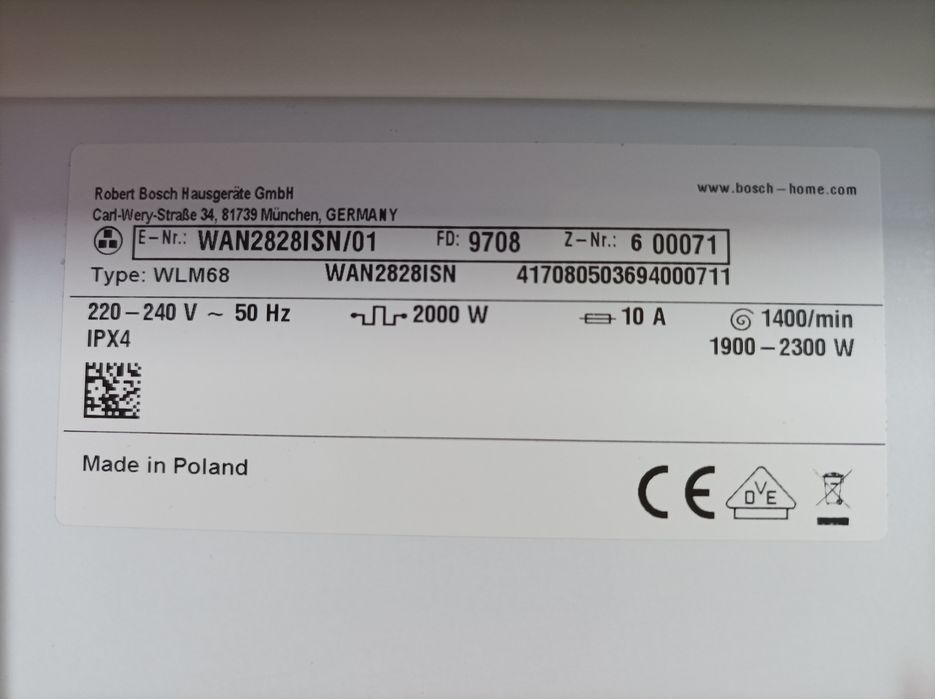 Robert Bosch Hausgeräte GmbH
www.bosch-home.com
Carl-Wery-Straße 34, 81739 München, GERMANY
E-Nr.: WAN2828ISN/01 FD: 9708 Z-Nr.: 6 00071
Type: WLM68 WAN2828ISN 417080503694000711
220-240 V ~ 50 Hz 2000 W 10 A 1400/min
IPX4 1900-2300 W
Made in Poland
CE DVE